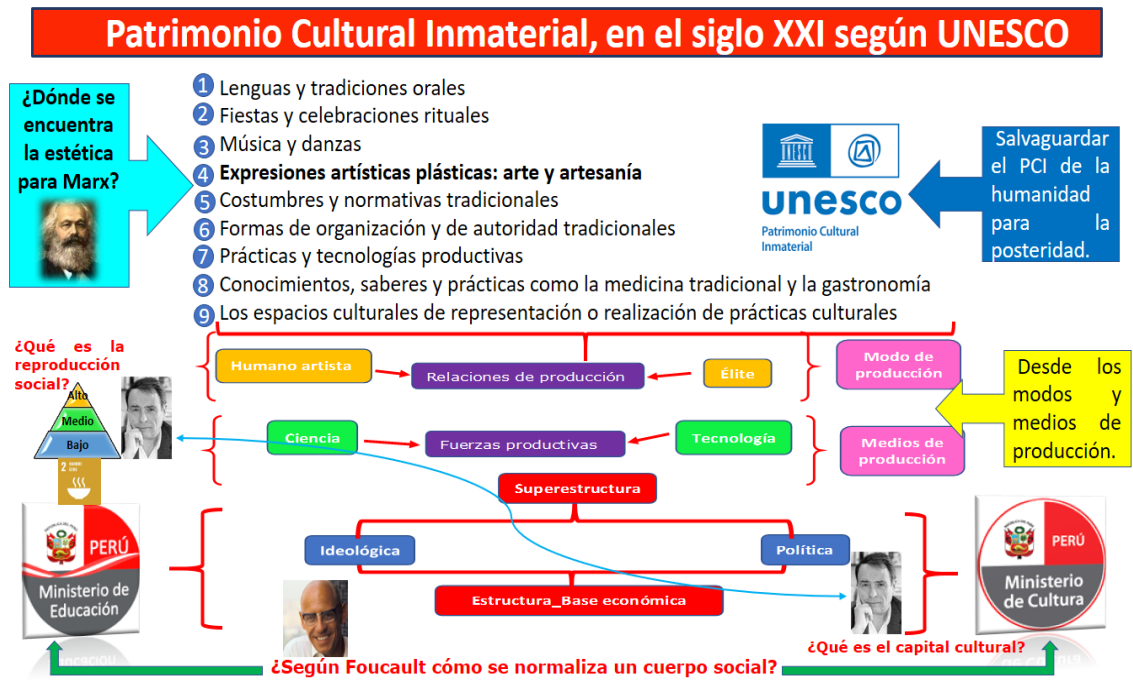 Patrimonio Cultural Inmaterial, en el siglo XXI según UNESCO
¿Dónde se
encuentra
la estética
para Marx?
1 Lenguas y tradiciones orales
2 Fiestas y celebraciones rituales
3 Música y danzas
4 Expresiones artísticas plásticas: arte y artesanía
5 Costumbres y normativas tradicionales
6 Formas de organización y de autoridad tradicionales
7 Prácticas y tecnologías productivas
8 Conocimientos, saberes y prácticas como la medicina tradicional y la gastronomía
9 Los espacios culturales de representación o realización de prácticas culturales
unesco
Patrimonio Cultural
Inmaterial
Salvaguardar
el PCI de la
humanidad
para la
posteridad.
¿Qué es la
reproducción
social?
Alto
Medio
Bajo
2
Humano artista
Relaciones de producción
Élite
Modo de
producción
Ciencia
Fuerzas productivas
Tecnología
Medios de
producción
Desde los
modos y
medios de
producción.
Superestructura
Ideológica
Política
Estructura_Base económica
PERÚ
Ministerio de
Educación
PERÚ
Ministerio
de Cultura
¿Qué es el capital cultural?
¿Según Foucault cómo se normaliza un cuerpo social?